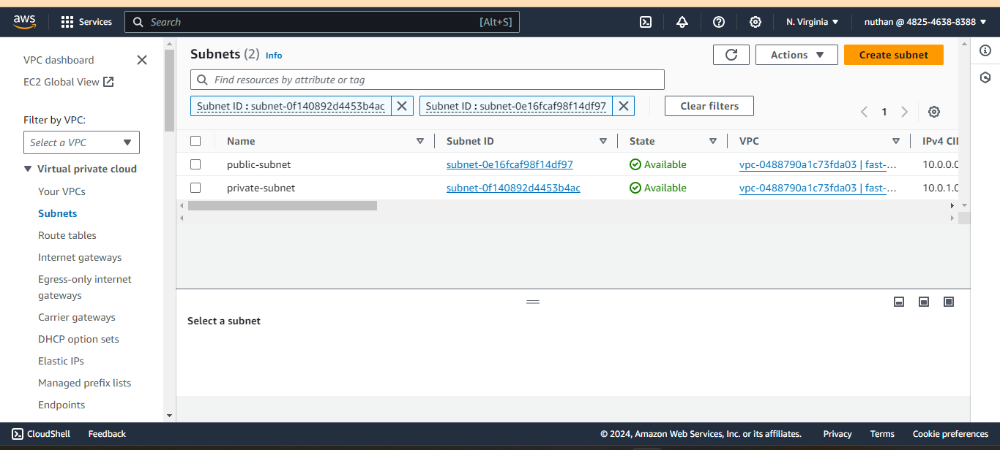 aws
Services
Search
[Alt+S]
N. Virginia
nuthan @ 4825-4638-8388
VPC dashboard
EC2 Global View
Filter by VPC:
Select a VPC
Virtual private cloud
Your VPCs
Subnets
Route tables
Internet gateways
Egress-only internet
gateways
Carrier gateways
DHCP option sets
Elastic IPs
Managed prefix lists
Endpoints
Subnets (2) Info
Actions
Create subnet
Find resources by attribute or tag
Subnet ID : subnet-0f140892d4453b4ac
Subnet ID : subnet-0e16fcaf98f14df97
Clear filters
1
Name
Subnet ID
State
VPC
IPv4 CI
public-subnet
subnet-0e16fcaf98f14df97
Available
vpc-0488790a1c73fda03 | fast-...
10.0.0.0
private-subnet
subnet-0f140892d4453b4ac
Available
vpc-0488790a1c73fda03 | fast-...
10.0.1.0
Select a subnet
CloudShell
Feedback
© 2024, Amazon Web Services, Inc. or its affiliates.
Privacy
Terms
Cookie preferences